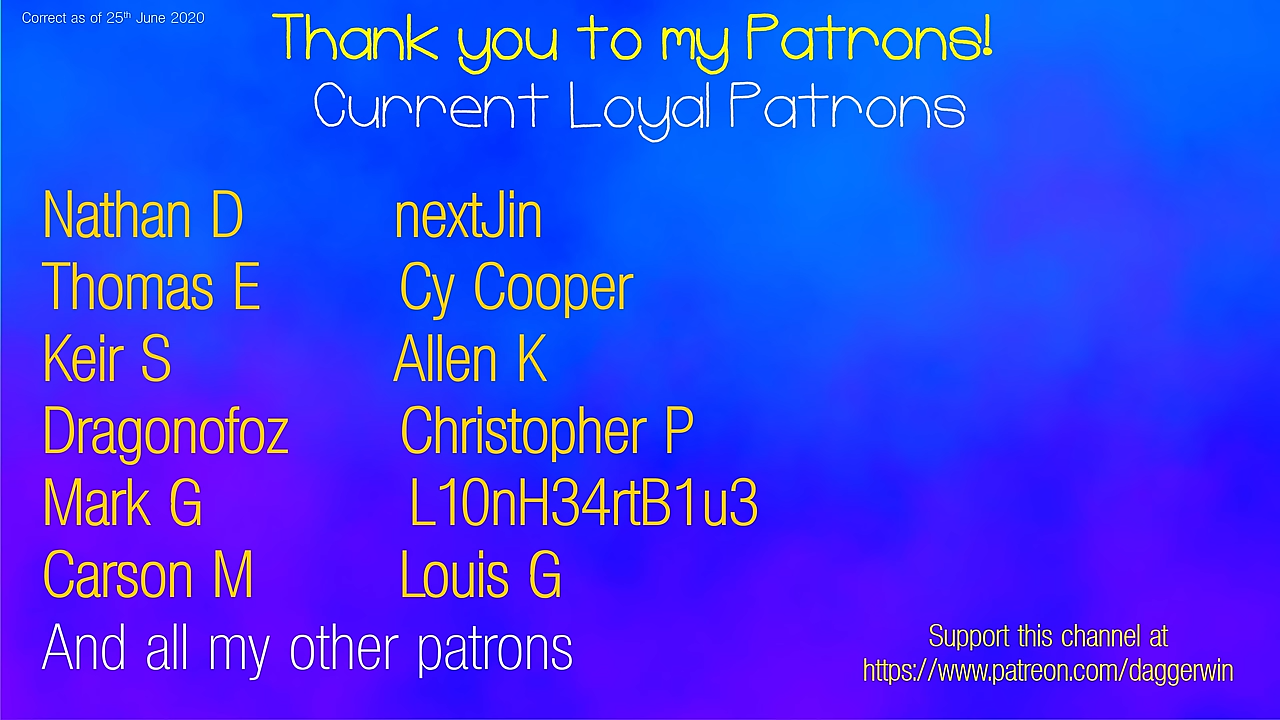 Correct as of 25th June 2020
Thank you to my Patrons!
Current Loyal Patrons
Nathan D
Thomas E
Keir S
Dragonofoz
Mark G
Carson M
nextJin
Cy Cooper
Allen K
Christopher P
L10nH34rtB1u3
Louis G
And all my other patrons
Support this channel at
https://www.patreon.com/daggerwin